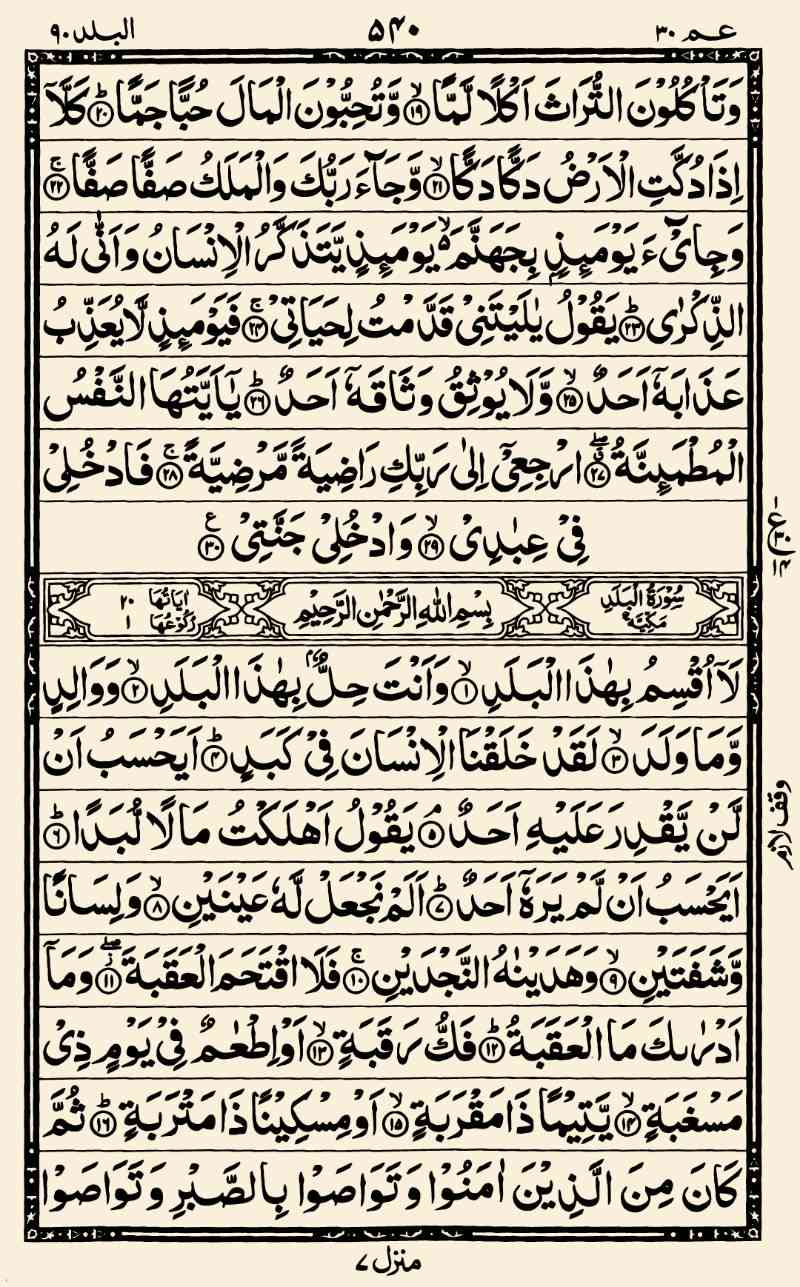 عم ۳۰
۵۴۰
البلد ۹۰
وَتَاْكُلُوْنَ التُّرَاثَ اَكْلًا لَّمًّا ۙ﴿۱۹﴾ وَّتُحِبُّوْنَ الْمَالَ حُبًّا جَمًّا ؕ﴿۲۰﴾ كَلَّاۤ
اِذَا دُكَّتِ الْاَرْضُ دَكًّا دَكًّا ۙ﴿۲۱﴾ وَّجَآءَ رَبُّكَ وَالْمَلَكُ صَفًّا صَفًّا ۚ﴿۲۲﴾
وَجِایْٓءَ یَوْمَىِٕذٍۭ بِجَهَنَّمَ ۬ۙ یَوْمَىِٕذٍ یَّتَذَكَّرُ الْاِنْسَانُ وَاَنّٰی لَهُ
الذِّكْرٰی ؕ﴿۲۳﴾ یَقُوْلُ یٰلَیْتَنِیْ قَدَّمْتُ لِحَیَاتِیْ ۚ﴿۲۴﴾ فَیَوْمَىِٕذٍ لَّا یُعَذِّبُ
عَذَابَهٗۤ اَحَدٌ ۙ﴿۲۵﴾ وَّلَا یُوْثِقُ وَثَاقَهٗۤ اَحَدٌ ؕ﴿۲۶﴾ یٰۤاَیَّتُهَا النَّفْسُ
الْمُطْمَىِٕنَّةُ ۗۖ﴿۲۷﴾ ارْجِعِیْۤ اِلٰی رَبِّكِ رَاضِیَةً مَّرْضِیَّةً ۚ﴿۲۸﴾ فَادْخُلِیْ
فِیْ عِبٰدِیْ ۙ﴿۲۹﴾ وَادْخُلِیْ جَنَّتِیْ ﴿۳۰﴾ ع
سُوْرَةُ الْبَلَدِ مَكِّیَّةٌ
بِسْمِ اللّٰهِ الرَّحْمٰنِ الرَّحِیْمِ
اٰیَاتُهَا ۲۰
رُكُوْعُهَا ۱
لَاۤ اُقْسِمُ بِهٰذَا الْبَلَدِ ۙ﴿۱﴾ وَاَنْتَ حِلٌّۢ بِهٰذَا الْبَلَدِ ۙ﴿۲﴾ وَوَالِدٍ
وَّمَا وَلَدَ ۙ﴿۳﴾ لَقَدْ خَلَقْنَا الْاِنْسَانَ فِیْ كَبَدٍ ؕ﴿۴﴾ اَیَحْسَبُ اَنْ
لَّنْ یَّقْدِرَ عَلَیْهِ اَحَدٌ ۘ﴿۵﴾ یَقُوْلُ اَهْلَكْتُ مَالًا لُّبَدًا ؕ﴿۶﴾
اَیَحْسَبُ اَنْ لَّمْ یَرَهٗۤ اَحَدٌ ؕ﴿۷﴾ اَلَمْ نَجْعَلْ لَّهٗ عَیْنَیْنِ ۙ﴿۸﴾ وَلِسَانًا
وَّشَفَتَیْنِ ۙ﴿۹﴾ وَهَدَیْنٰهُ النَّجْدَیْنِ ۚ﴿۱۰﴾ فَلَا اقْتَحَمَ الْعَقَبَةَ ۗۖ﴿۱۱﴾ وَمَاۤ
اَدْرٰىكَ مَا الْعَقَبَةُ ؕ﴿۱۲﴾ فَكُّ رَقَبَةٍ ۙ﴿۱۳﴾ اَوْ اِطْعٰمٌ فِیْ یَوْمٍ ذِیْ
مَسْغَبَةٍ ۙ﴿۱۴﴾ یَّتِیْمًا ذَا مَقْرَبَةٍ ۙ﴿۱۵﴾ اَوْ مِسْكِیْنًا ذَا مَتْرَبَةٍ ؕ﴿۱۶﴾ ثُمَّ
كَانَ مِنَ الَّذِیْنَ اٰمَنُوْا وَتَوَاصَوْا بِالصَّبْرِ وَتَوَاصَوْا
ع
۳۰
وقف لازم
منزل ۷